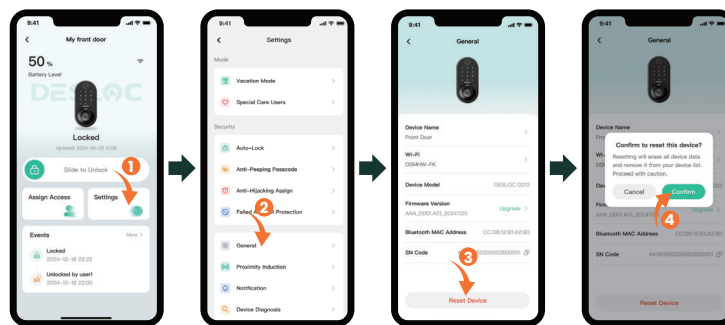 9:41
My front door
50 %
Battery Level
DESLOC
Locked
Updated: 2024-09-20 12:09
Slide to Unlock
1
Assign Access
Settings
Events
More >
Locked
2024-12-18 22:22
Unlocked by user1
2024-12-18 22:00
9:41
Settings
Mode
Vacation Mode
Special Care Users
Security
Auto-Lock
Anti-Peeping Passcode
Anti-Hijacking Assign
2
Protection
General
Proximity Induction
Notification
Device Diagnosis
9:41
General
Device Name
Front Door
Wi-Fi
DSMHW-PK
Device Model
DESLOC D212
Firmware Version
Upgrade >
Bluetooth MAC Address
SN Code
3
Reset Device
9:41
General
Device Name
Confirm to reset this device?
Resetting will erase all device data
and remove it from your device list.
Proceed with caution.
Cancel
Confirm
4
Upgrade >
Bluetooth MAC Address
SN Code
Reset Device